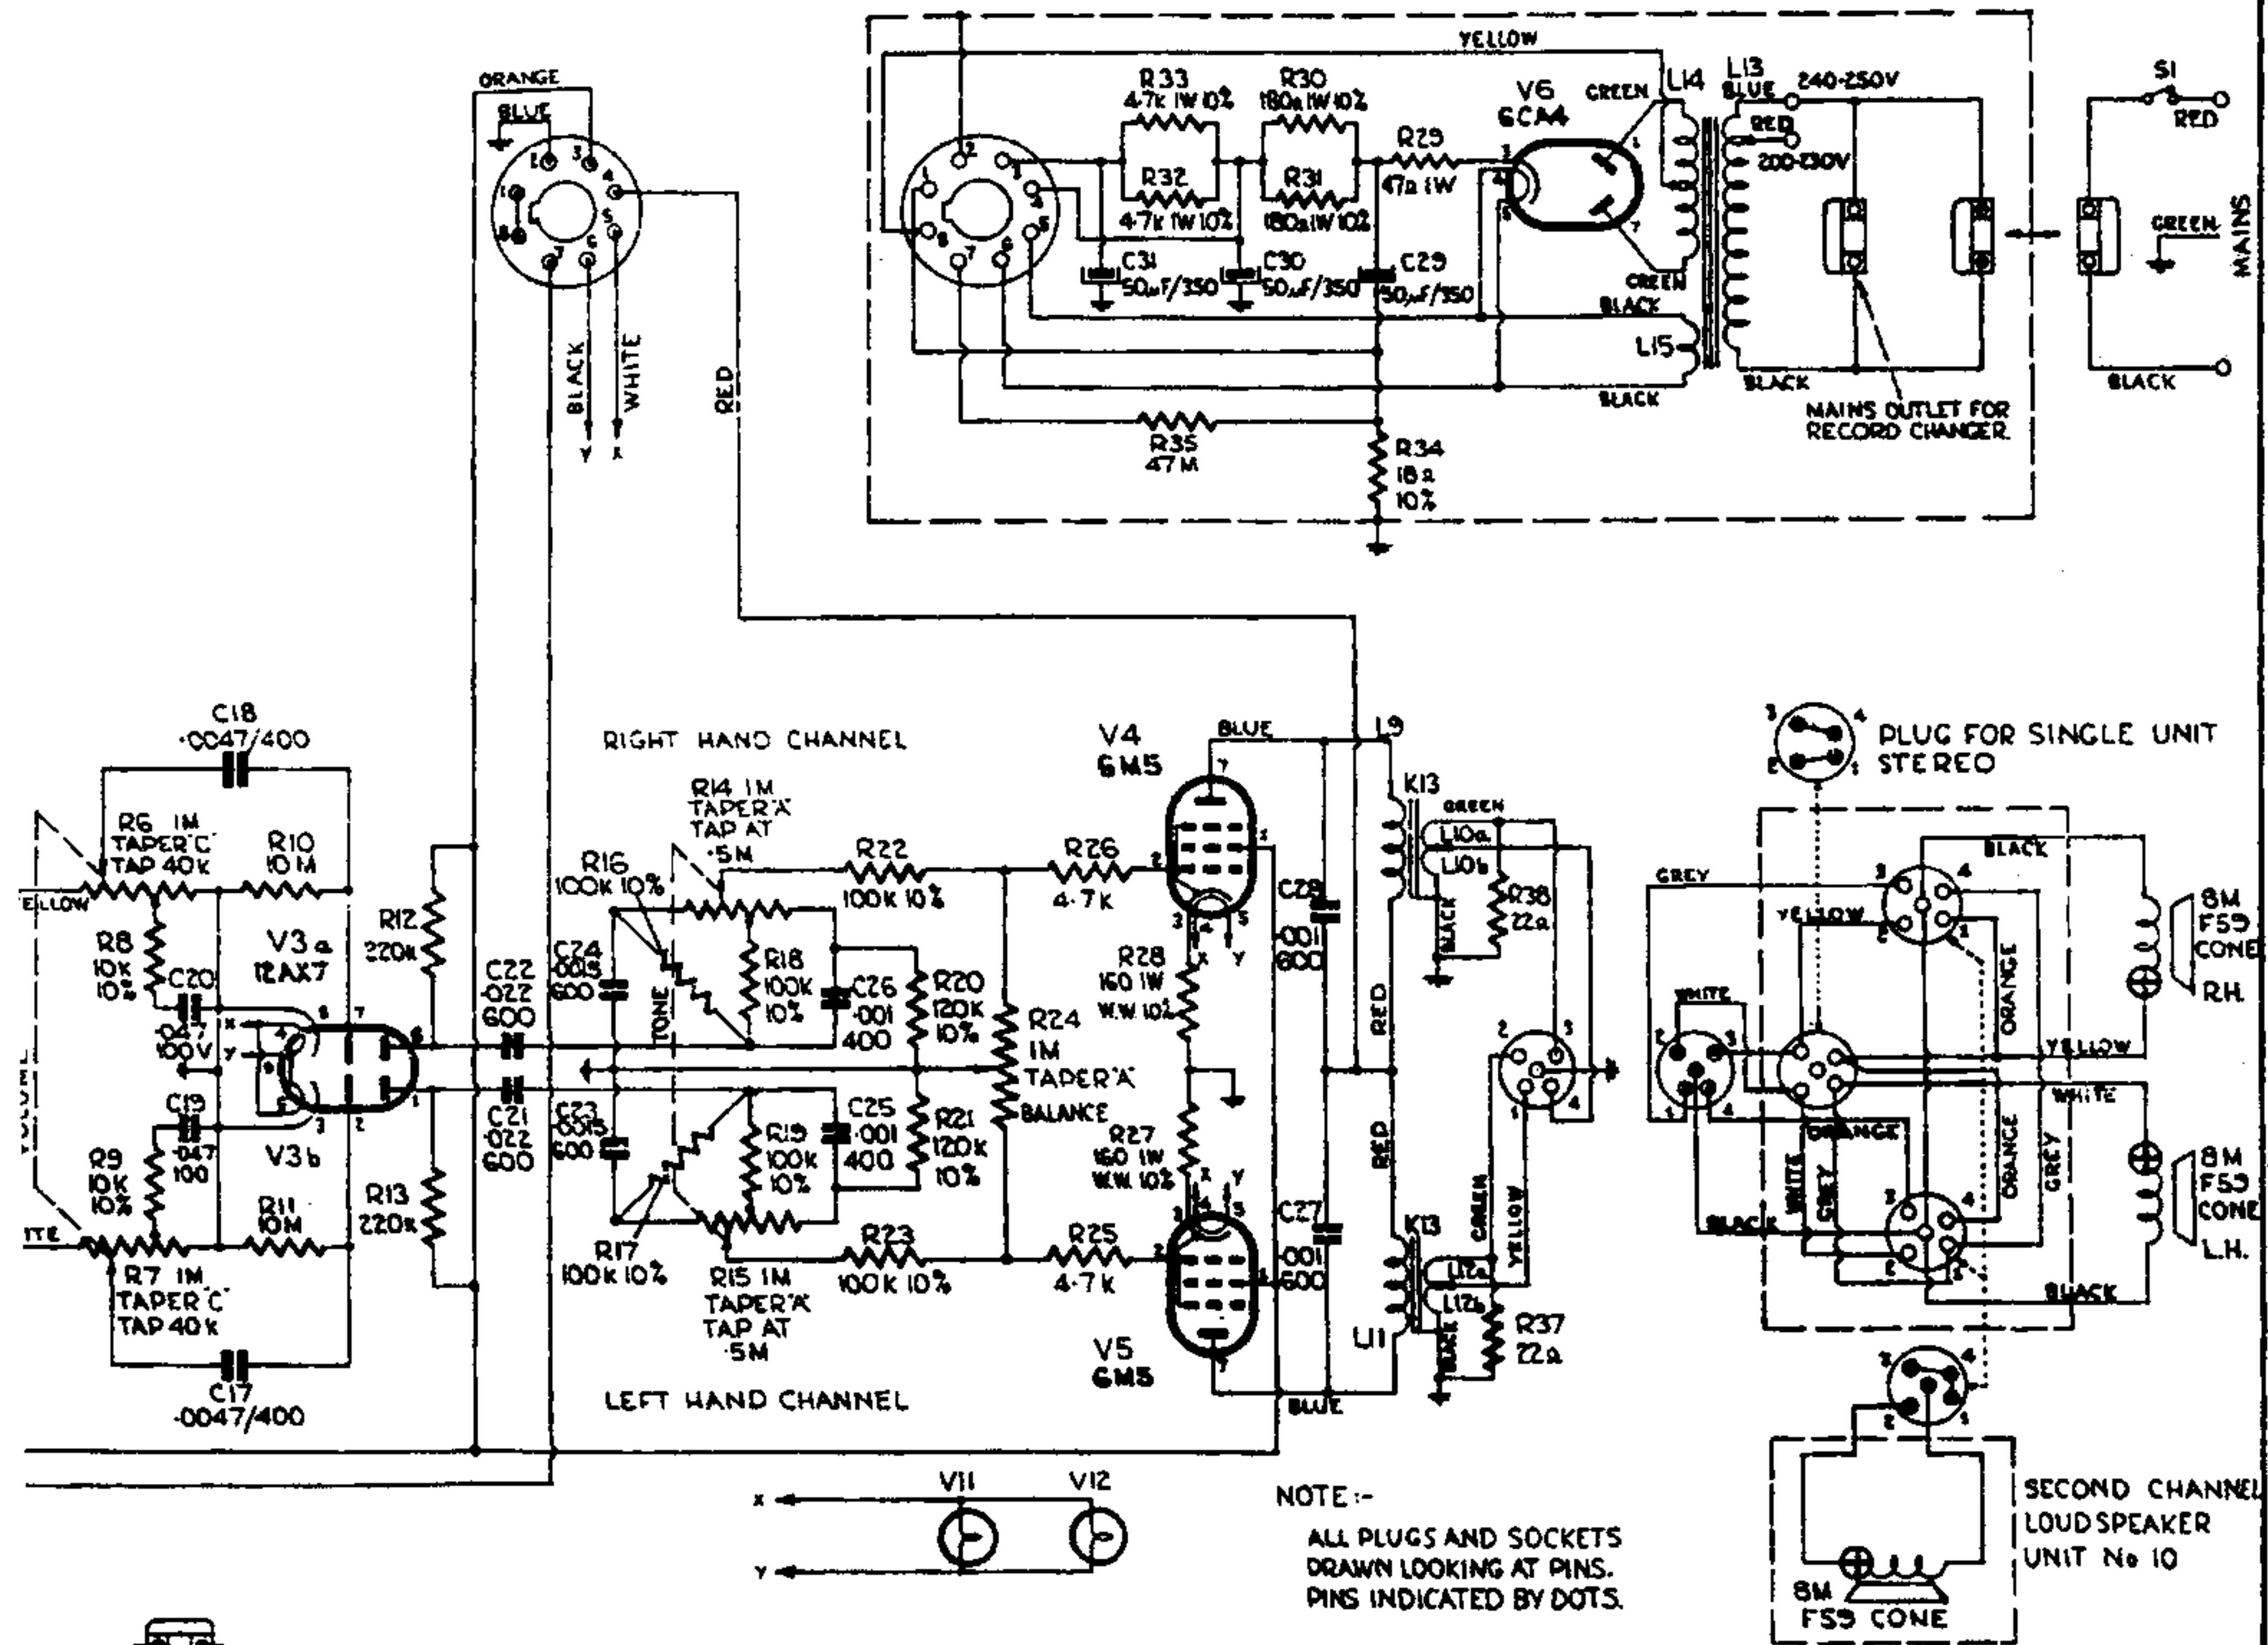 YELLOW
ORANGE
BLUE
R33
4·7K 1W 10%
R30
180Ω 1W 10%
V6
6CA4
GREEN
L14
L13
BLUE
240-250V
S1
RED
RED
200-230V
R29
47Ω 1W
R32
4·7K 1W 10%
R31
180Ω 1W 10%
GREEN
MAINS
C31
50µF/350
C30
50µF/350
C29
50µF/350
GREEN
BLACK
L15
BLACK
BLACK
BLACK
MAINS OUTLET FOR
RECORD CHANGER.
R35
47M
R34
18Ω
10%
BLACK
WHITE
Y X
RED
C18
·0047/400
RIGHT HAND CHANNEL
V4
6M5
BLUE
L9
K13
GREEN
L10a
L10b
BLACK
R38
22Ω
PLUG FOR SINGLE UNIT
STEREO
R6 1M
TAPER 'C'
TAP 40K
R10
10M
R14 1M
TAPER 'A'
TAP AT
·5M
R16
100K 10%
R22
100K 10%
R26
4·7K
R8
10K
10%
C20
V3a
12AX7
R12
220K
C22
·022
600
C24
·0015
600
TONE
R18
100K
10%
C26
·001
400
R20
120K
10%
R24
1M
TAPER 'A'
BALANCE
R28
160 1W
W.W. 10%
C28
·001
600
RED
GREY
YELLOW
BLACK
ORANGE
8M
F59
CONE
R.H.
WHITE
YELLOW
WHITE
ORANGE
C19
·047
100
V3b
R9
10K
10%
R11
10M
R13
220K
C21
·022
600
C23
·0015
600
R19
100K
10%
C25
·001
400
R21
120K
10%
R27
160 1W
W.W. 10%
C27
·001
600
RED
GREEN
YELLOW
WHITE
GREY
ORANGE
GREY
BLACK
8M
F59
CONE
L.H.
R7 1M
TAPER 'C'
TAP 40K
R17
100K 10%
R15 1M
TAPER 'A'
TAP AT
·5M
R23
100K 10%
R25
4·7K
K13
L12a
L12b
L11
BLACK
R37
22Ω
BLACK
C17
·0047/400
LEFT HAND CHANNEL
V5
6M5
BLUE
X
Y
V11
V12
NOTE :-
ALL PLUGS AND SOCKETS
DRAWN LOOKING AT PINS.
PINS INDICATED BY DOTS.
SECOND CHANNEL
LOUDSPEAKER
UNIT No 10
8M
F59 CONE